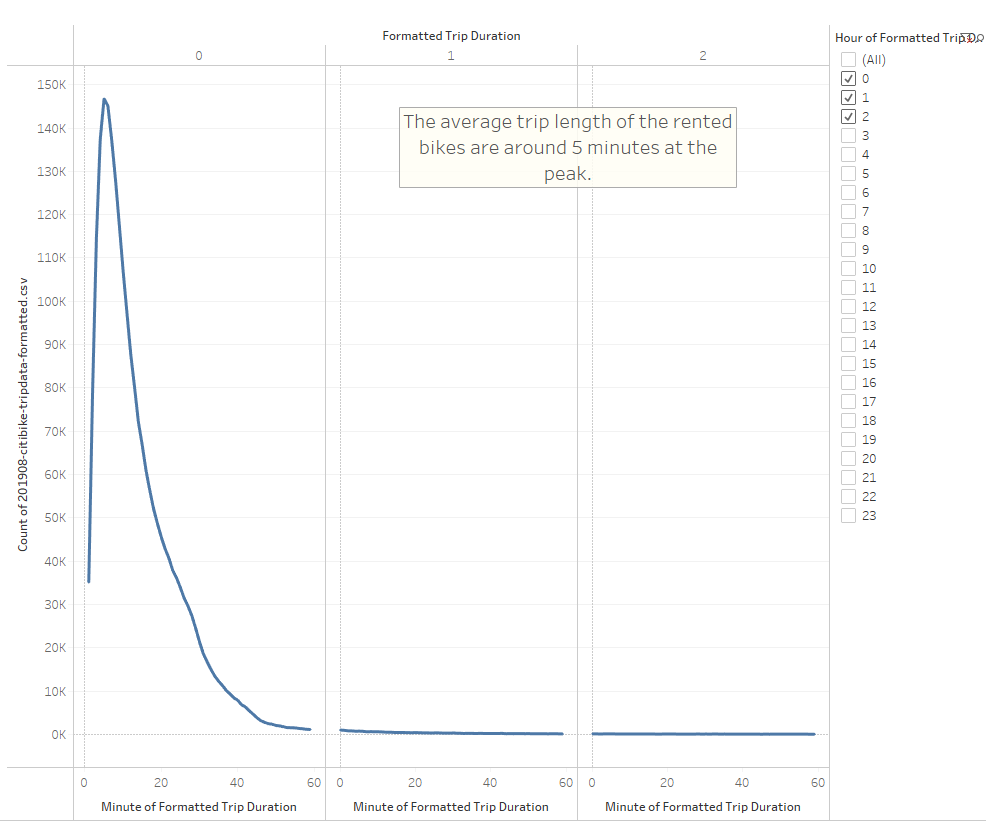 Formatted Trip Duration
0 1 2
150K
140K
130K
120K
110K
100K
90K
80K
70K
60K
50K
40K
30K
20K
10K
0K
Count of 201908-citibike-tripdata-formatted.csv
The average trip length of the rented
bikes are around 5 minutes at the
peak.
0 20 40 60 0 20 40 60 0 20 40 60
Minute of Formatted Trip Duration Minute of Formatted Trip Duration Minute of Formatted Trip Duration
Hour of Formatted Trip
(All)
0
1
2
3
4
5
6
7
8
9
10
11
12
13
14
15
16
17
18
19
20
21
22
23